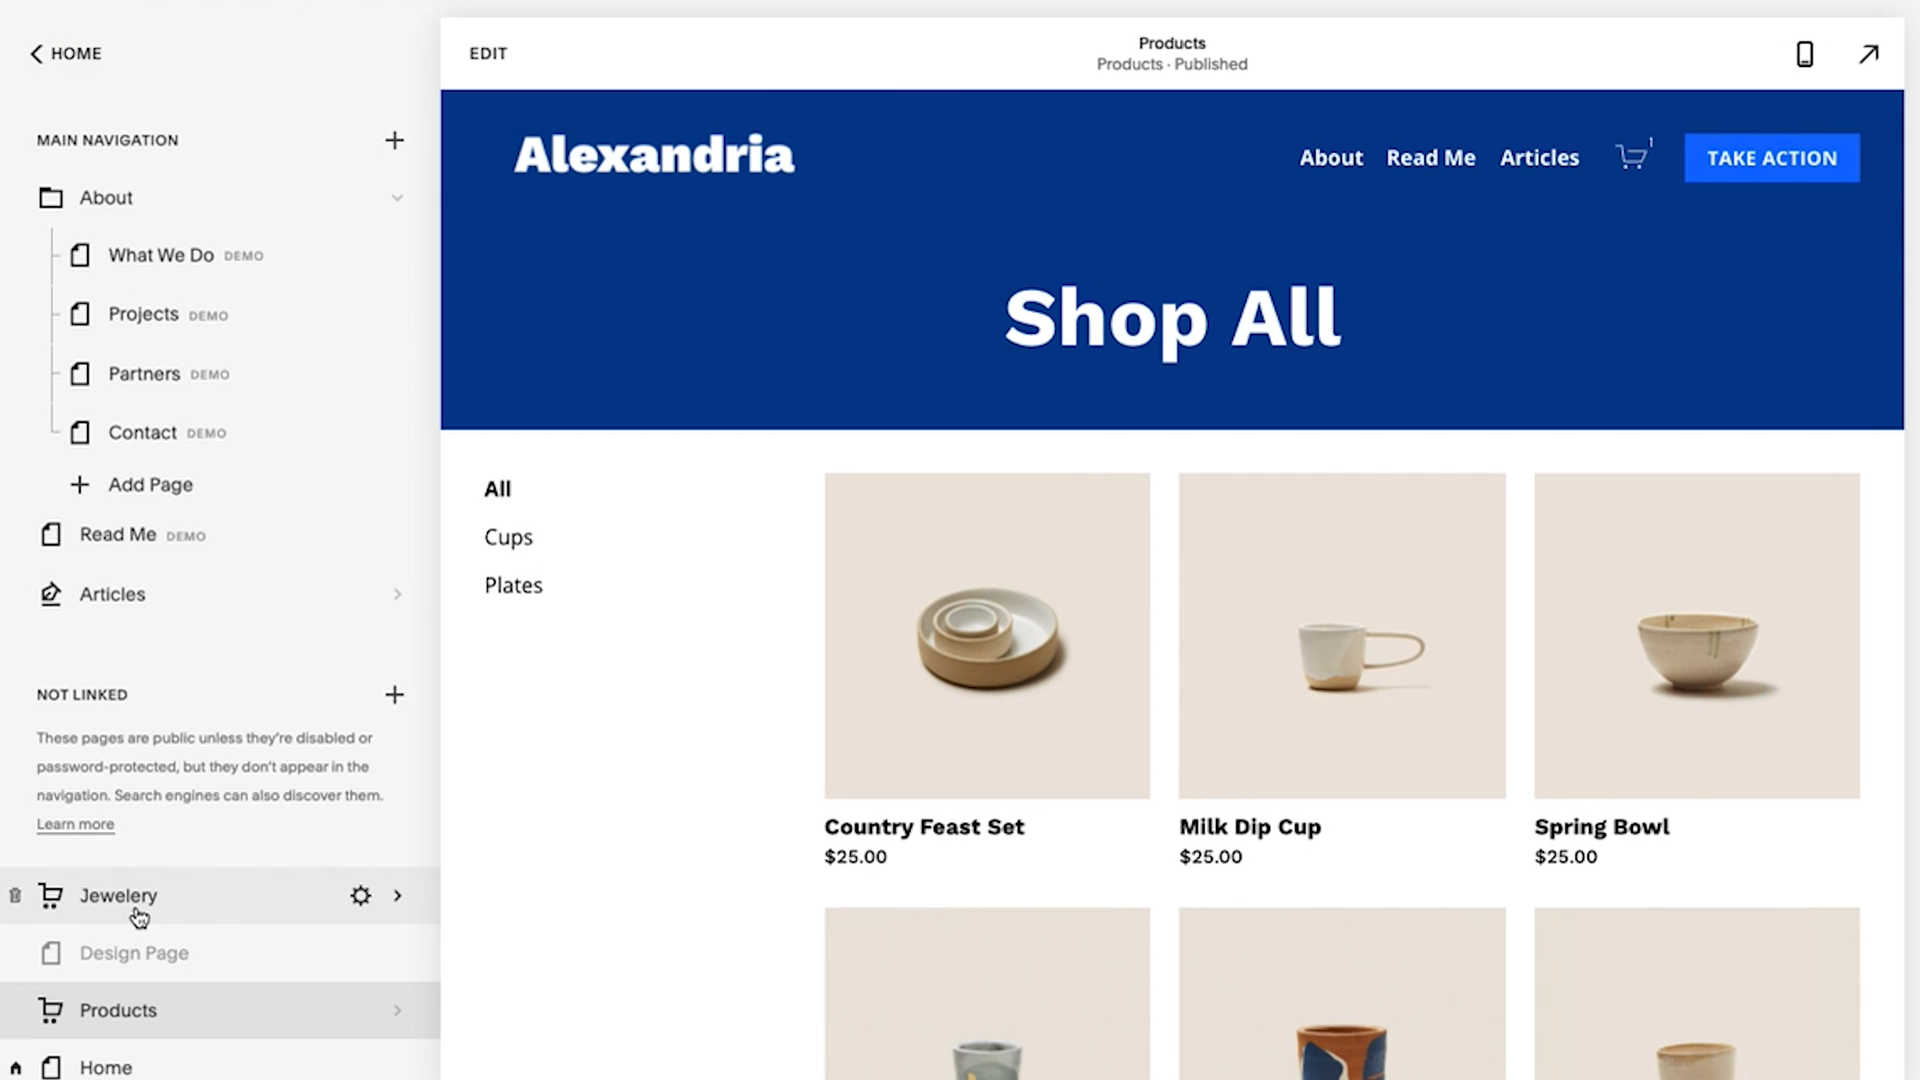 HOME
MAIN NAVIGATION
About
What We Do DEMO
Projects DEMO
Partners DEMO
Contact DEMO
Add Page
Read Me DEMO
Articles
NOT LINKED
These pages are public unless they're disabled or
password-protected, but they don't appear in the
navigation. Search engines can also discover them.
Learn more
Jewelery
Design Page
Products
Home
EDIT
Products
Products · Published
Alexandria
About Read Me Articles 1 TAKE ACTION
Shop All
All
Cups
Plates
Country Feast Set
$25.00
Milk Dip Cup
$25.00
Spring Bowl
$25.00